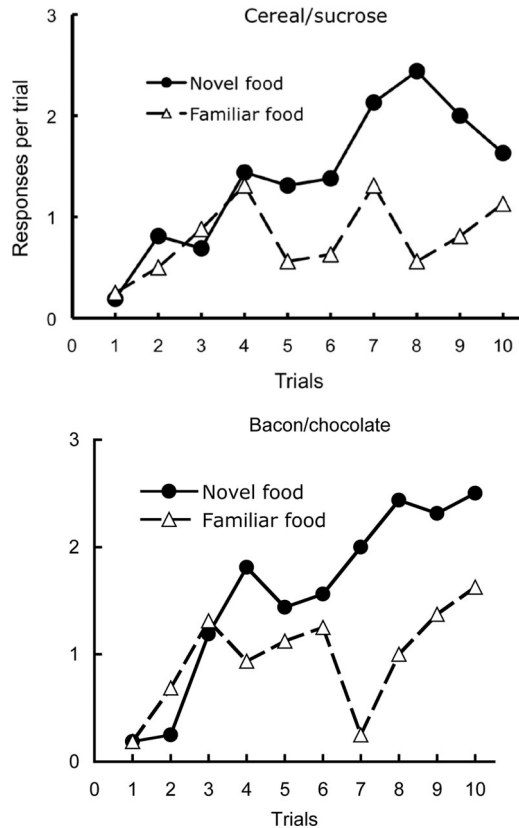 Cereal/sucrose
3
2
1
0
Responses per trial
Novel food
Familiar food
0 1 2 3 4 5 6 7 8 9 10
Trials
Bacon/chocolate
3
2
1
0
Novel food
Familiar food
0 1 2 3 4 5 6 7 8 9 10
Trials